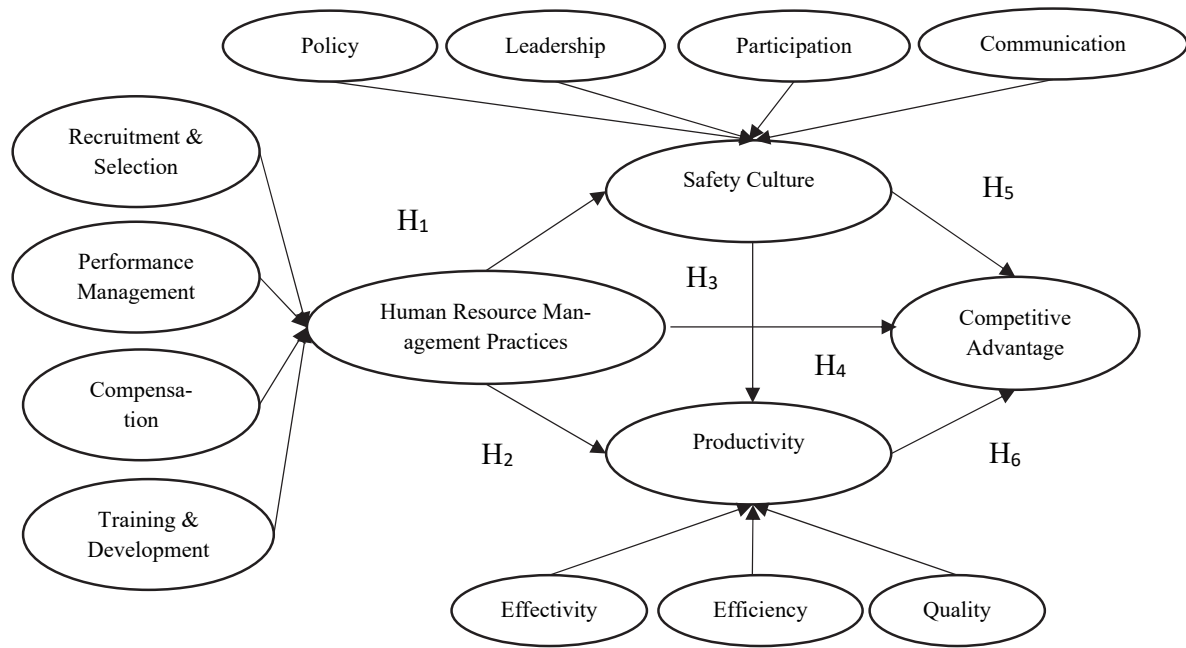 Policy
Leadership
Participation
Communication
Recruitment &
Selection
Safety Culture
H5
H1
Performance
Management
H3
Human Resource Man-
agement Practices
Competitive
Advantage
H4
Compensa-
tion
Productivity
H2
H6
Training &
Development
Effectivity
Efficiency
Quality